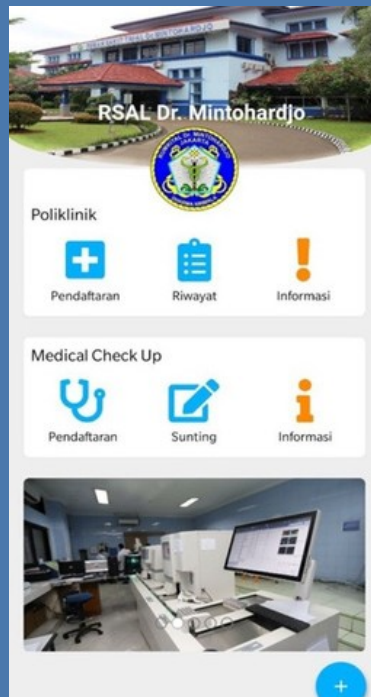 RSAL Dr. Mintohardjo
Poliklinik
Pendaftaran
Riwayat
Informasi
Medical Check Up
Pendaftaran
Sunting
Informasi